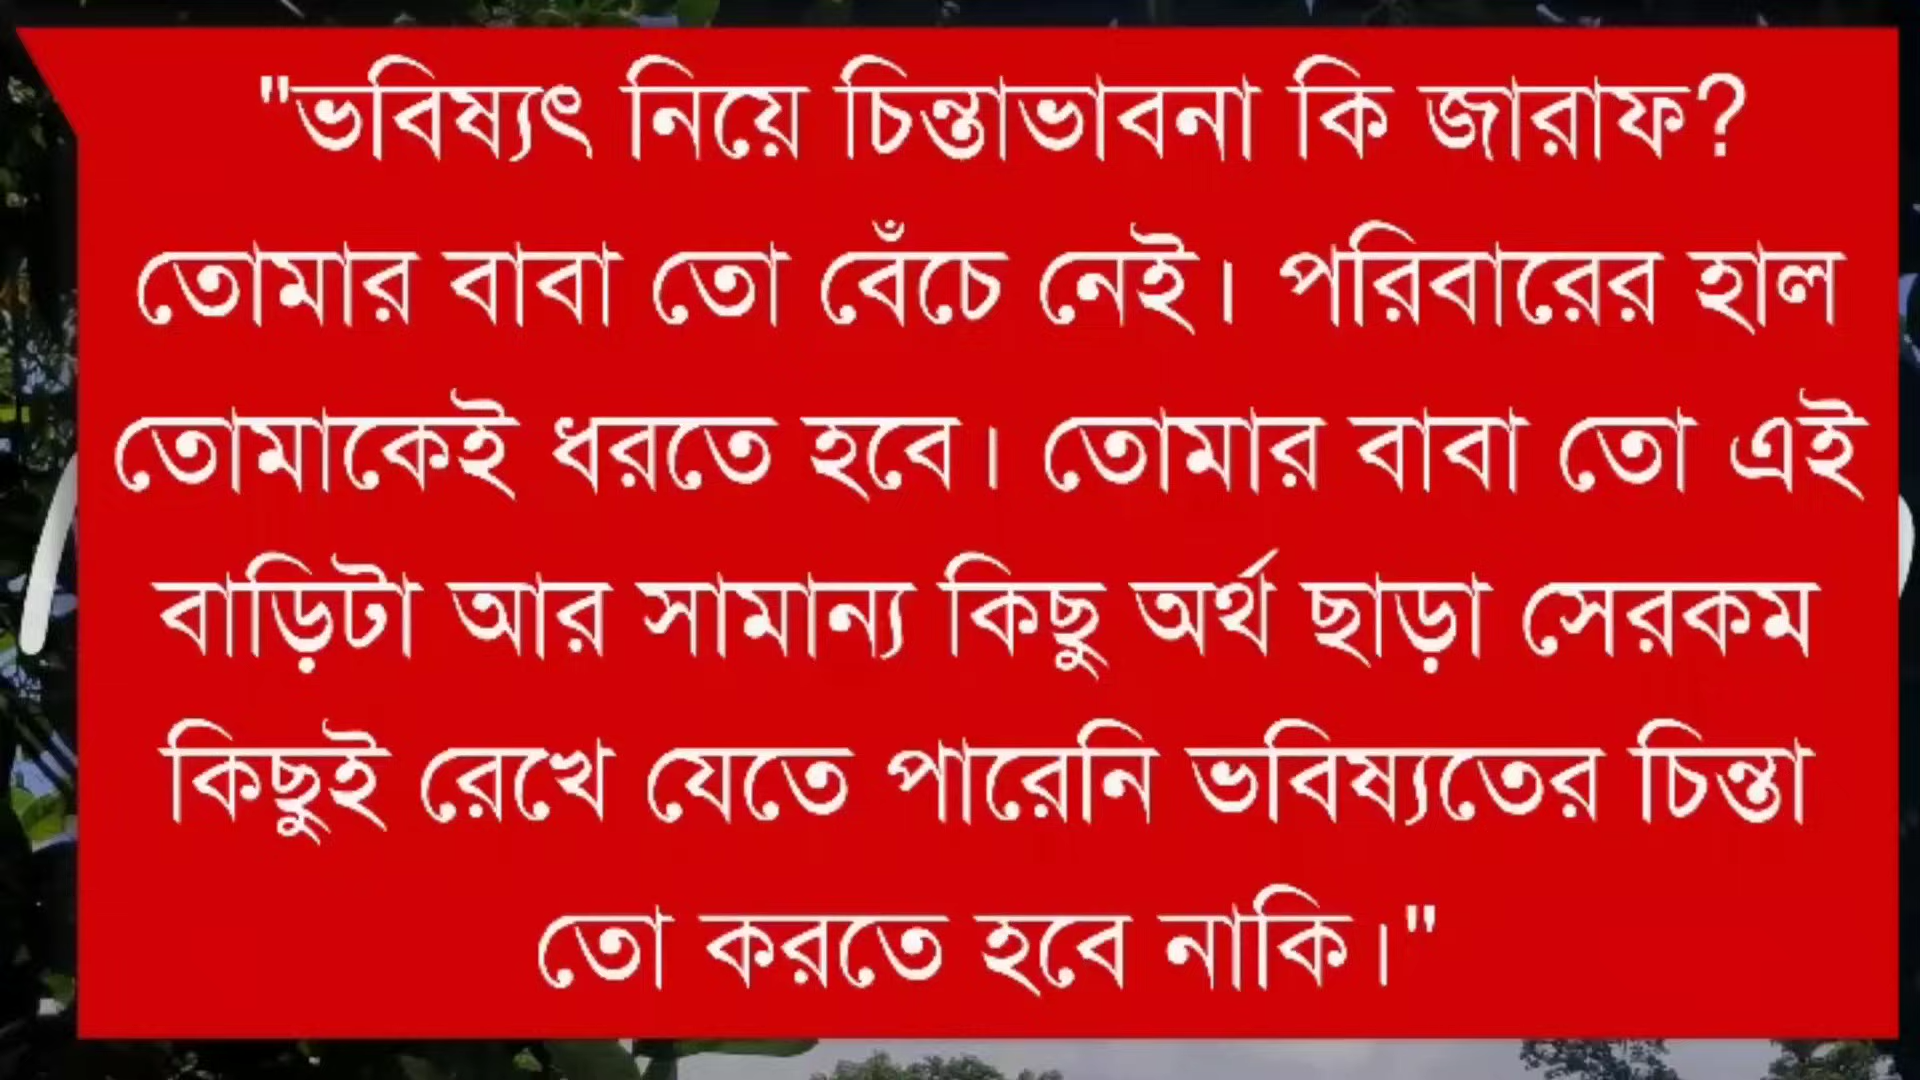 "ভবিষ্যৎ নিয়ে চিন্তাভাবনা কি জারাফ?
তোমার বাবা তো বেঁচে নেই। পরিবারের হাল
তোমাকেই ধরতে হবে। তোমার বাবা তো এই
বাড়িটা আর সামান্য কিছু অর্থ ছাড়া সেরকম
কিছুই রেখে যেতে পারেনি ভবিষ্যতের চিন্তা
তো করতে হবে নাকি।"